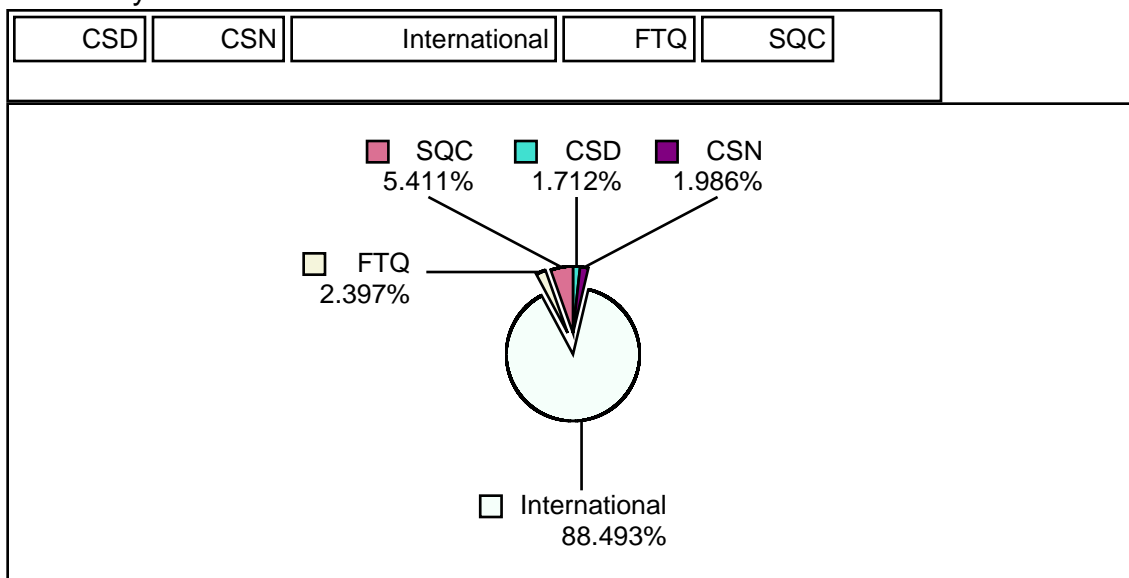 CSD CSN International FTQ SQC
SQC CSD CSN
5.411% 1.712% 1.986%
FTQ
2.397%
International
88.493%